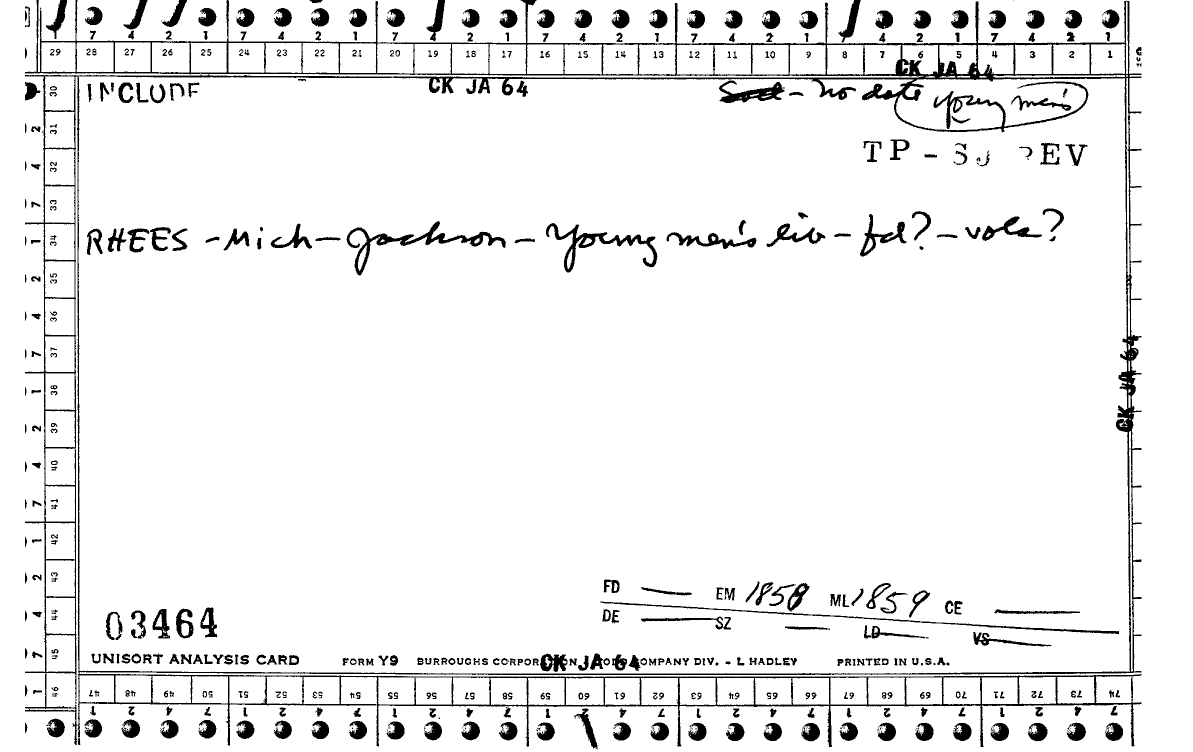 7 4 2 1 7 4 2 1 7 4 2 1 7 4 2 1 7 4 2 1 7 4 2 1 7 4 2 1
29 28 27 26 25 24 23 22 21 20 19 18 17 16 15 14 13 12 11 10 9 8 7 6 5 4 3 2 1
CK JA 64
INCLUDE CK JA 64 - no date young men's
TP - REV
RHEES - Mich - Jackson - Young men's lib - fd? - vols?
30 31 32 33 34 35 36 37 38 39 40 41 42 43 44 45 46
CK JA 64
FD — EM 1858 ML 1859 CE —
DE — SZ — LD — VS —
03464
UNISORT ANALYSIS CARD FORM Y9 BURROUGHS CORPORATION - TODD COMPANY DIV. - L HADLEY PRINTED IN U.S.A.
CK JA 64
47 48 49 50 51 52 53 54 55 56 57 58 59 60 61 62 63 64 65 66 67 68 69 70 71 72 73 74
1 2 4 7 1 2 4 7 1 2 4 7 1 2 4 7 1 2 4 7 1 2 4 7 1 2 4 7